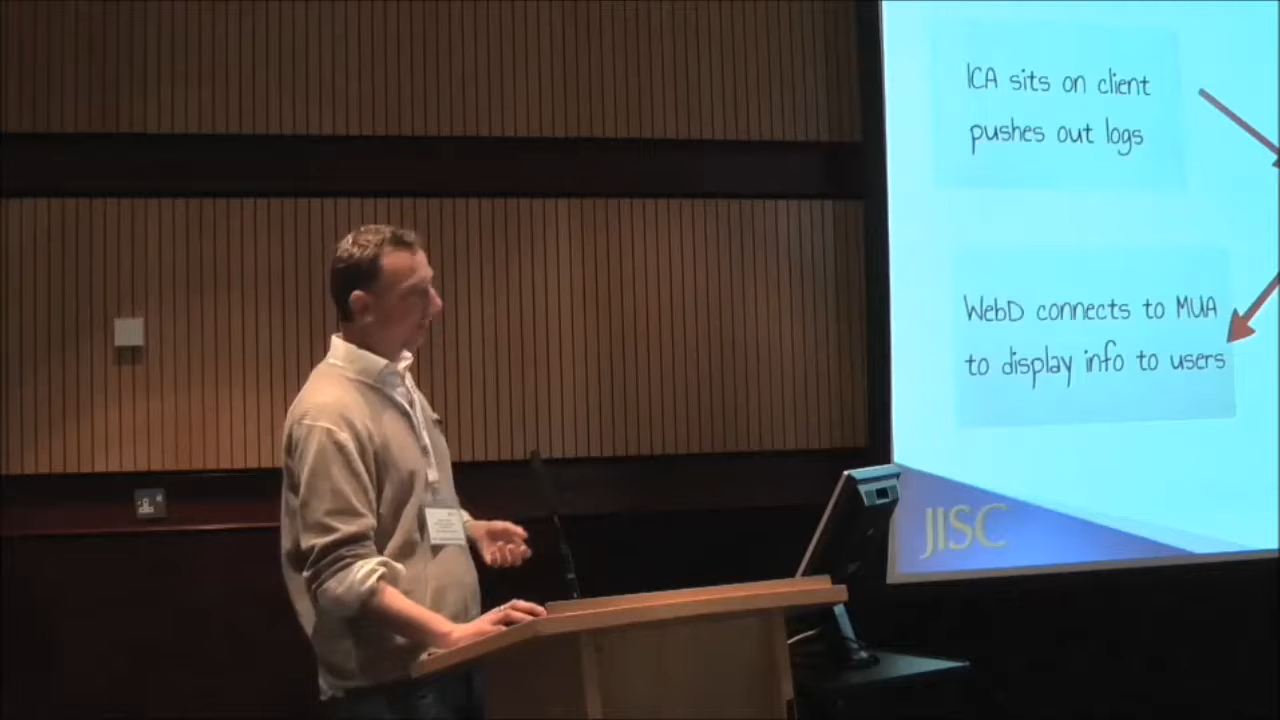 ICA sits on client
pushes out logs
WebD connects to MUA
to display info to users
JISC